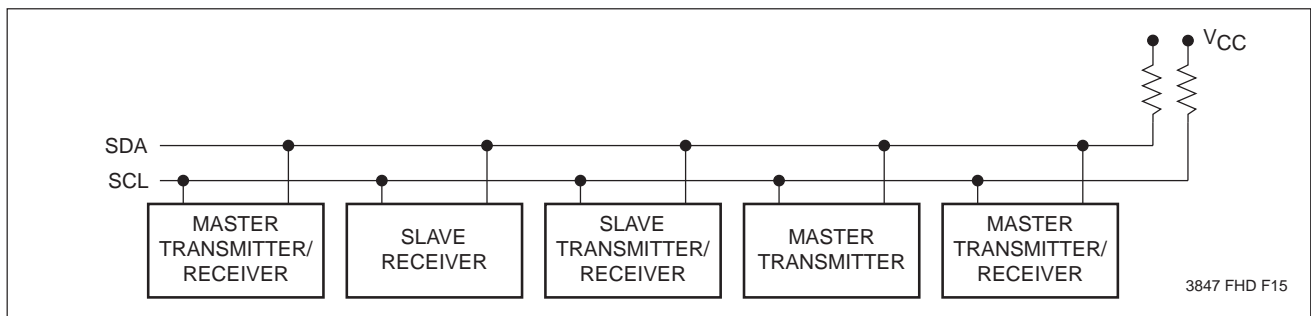 VCC
SDA
SCL
MASTER
TRANSMITTER/
RECEIVER
SLAVE
RECEIVER
SLAVE
TRANSMITTER/
RECEIVER
MASTER
TRANSMITTER
MASTER
TRANSMITTER/
RECEIVER
3847 FHD F15